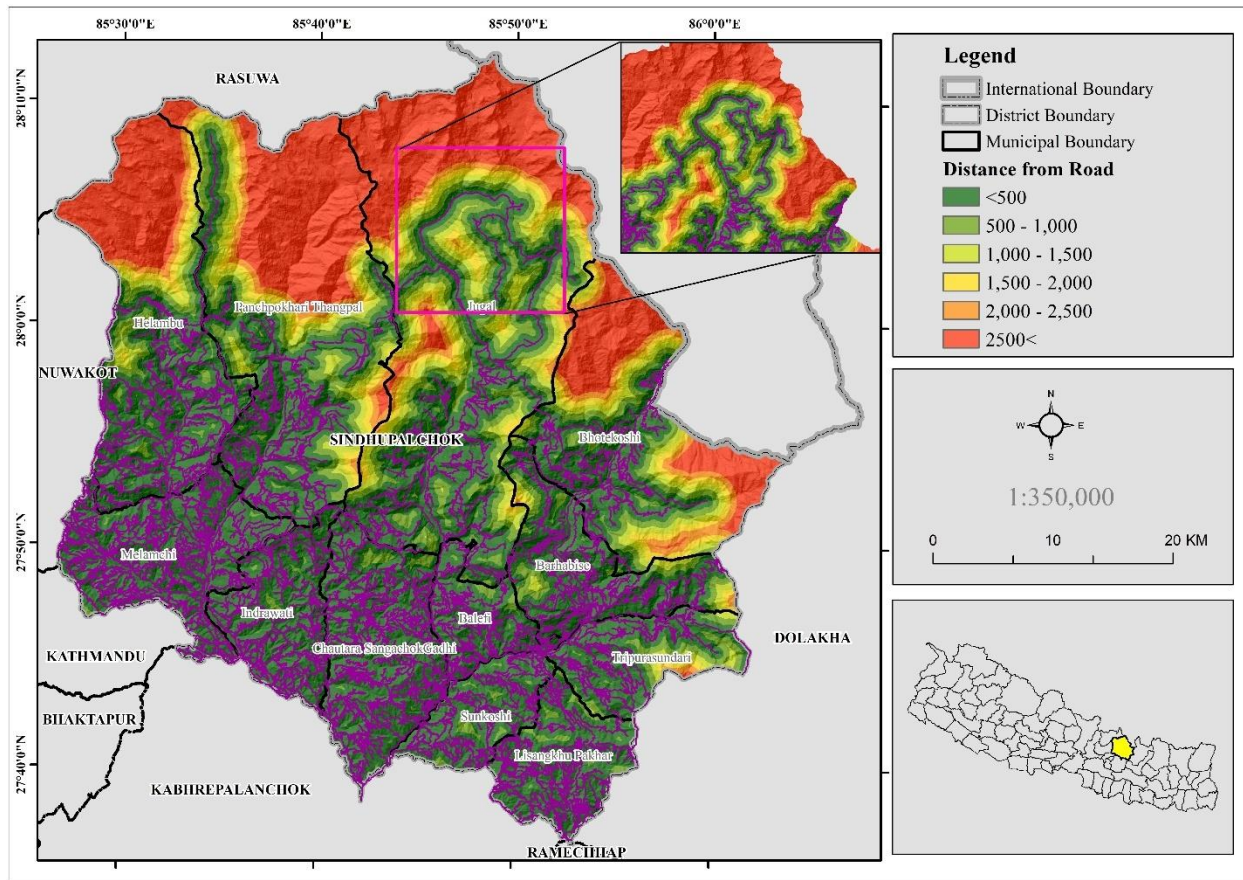 85°30'0"E
85°40'0"E
85°50'0"E
86°0'0"E
28°10'0"N
28°0'0"N
27°50'0"N
27°40'0"N
RASUWA
Helambu
Panchpokhari Thangpal
Jugal
NUWAKOT
SINDHUPALCHOK
Bhotekoshi
Melamchi
Barhabise
Indrawati
Balefi
Chautara SangachokGadhi
Tripurasundari
DOLAKHA
KATHMANDU
BHAKTAPUR
Sunkoshi
Lisangkhu Pakhar
KABHREPALANCHOK
RAMECHHAP
Legend
International Boundary
District Boundary
Municipal Boundary
Distance from Road
<500
500 - 1,000
1,000 - 1,500
1,500 - 2,000
2,000 - 2,500
2500<
N
W E
S
1:350,000
0 10 20 KM